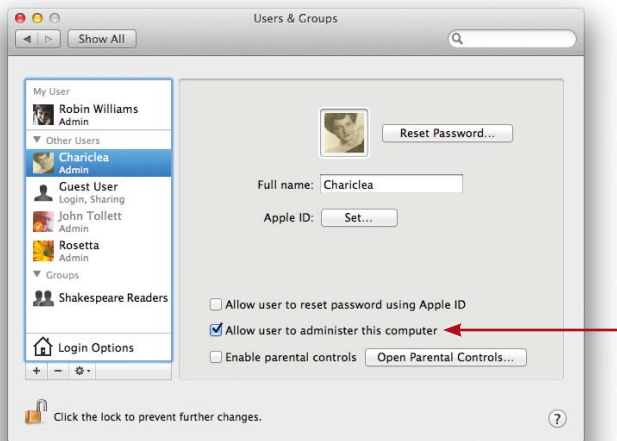 Users & Groups
Show All
My User
Robin Williams
Admin
Other Users
Chariclea
Admin
Guest User
Login, Sharing
John Tollett
Admin
Rosetta
Admin
Groups
Shakespeare Readers
Login Options
+ −
Reset Password...
Full name: Chariclea
Apple ID: Set...
Allow user to reset password using Apple ID
Allow user to administer this computer
Enable parental controls Open Parental Controls...
Click the lock to prevent further changes.
?